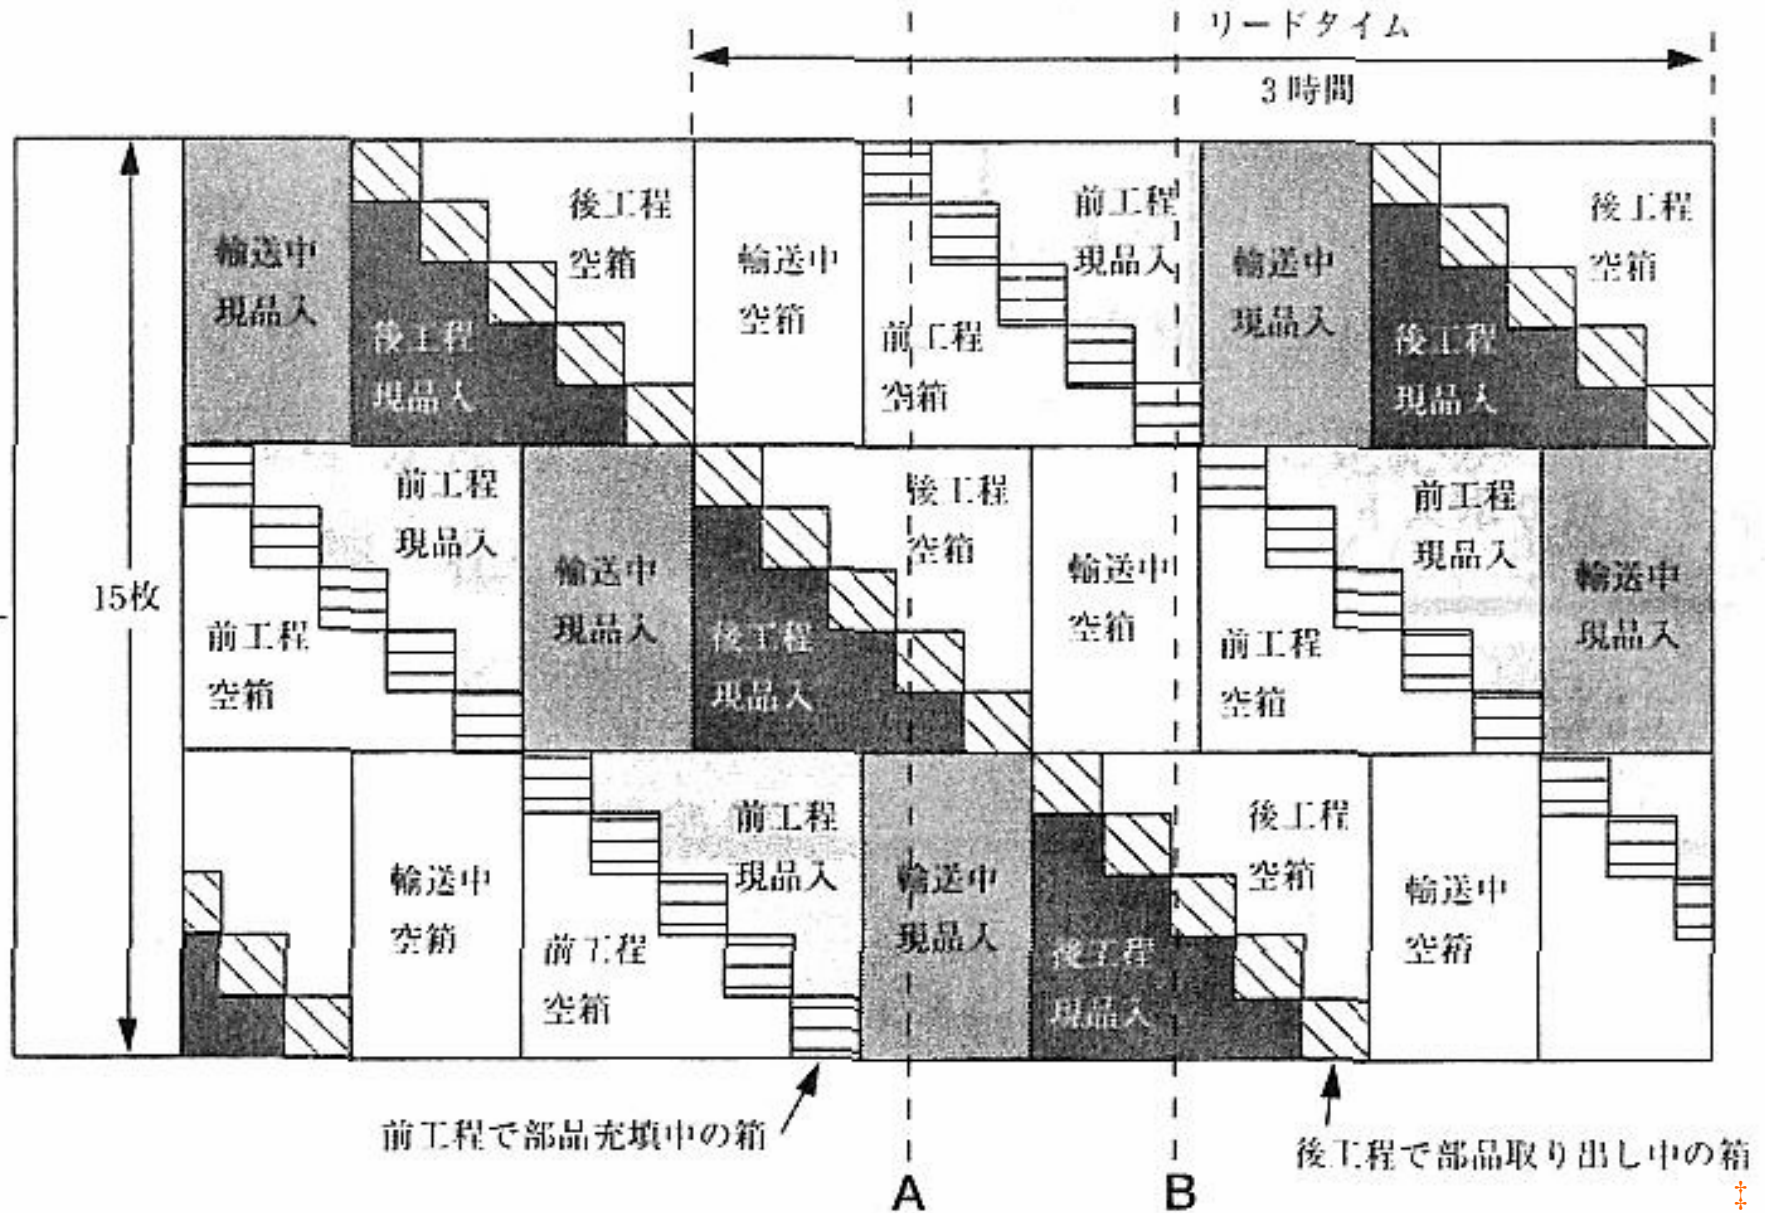 リードタイム
3時間
15枚
輸送中
現品入
後工程
空箱
後工程
現品入
輸送中
空箱
前工程
現品入
前工程
空箱
輸送中
現品入
後工程
空箱
後工程
現品入
前工程
現品入
前工程
空箱
輸送中
現品入
後工程
空箱
後工程
現品入
輸送中
空箱
前工程
現品入
前工程
空箱
輸送中
現品入
輸送中
空箱
前工程
現品入
前工程
空箱
輸送中
現品入
後工程
空箱
後工程
現品入
輸送中
空箱
前工程で部品充填中の箱
後工程で部品取り出し中の箱
A
B
‡